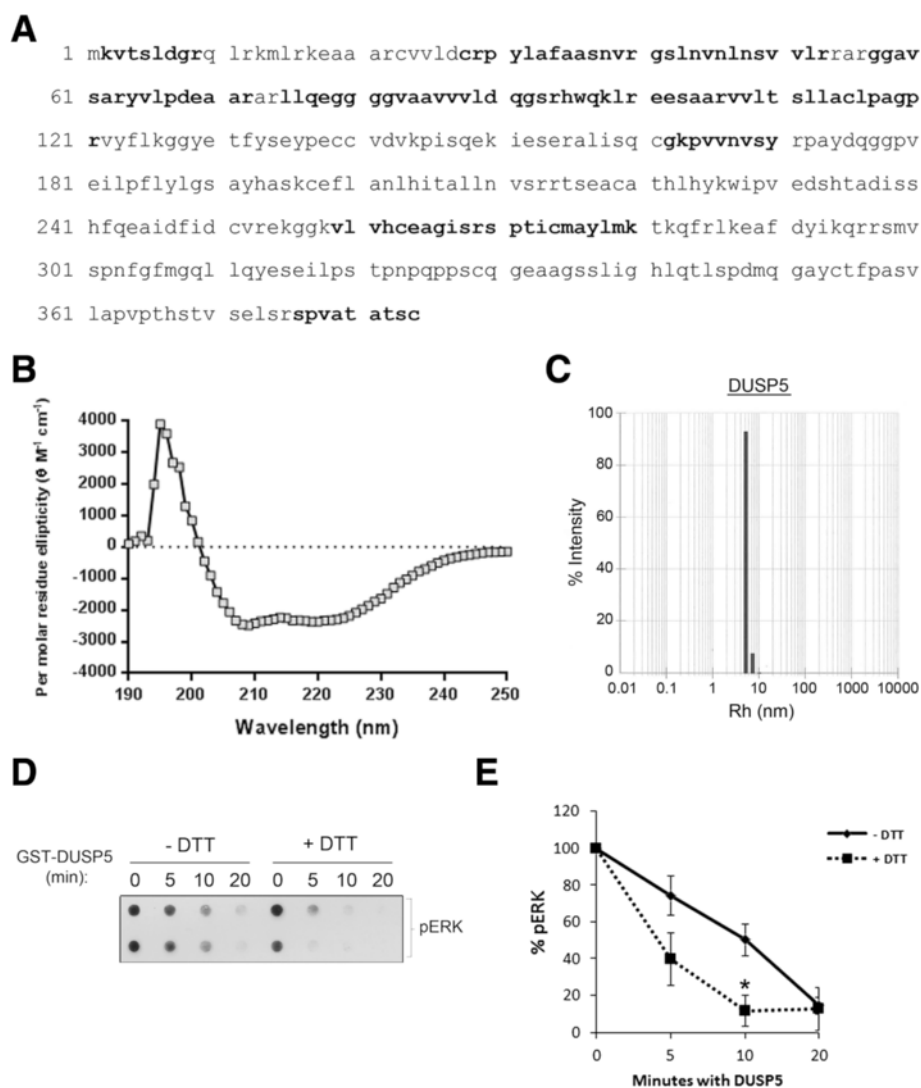 A
1 mkvtsldgrq lrkmlrkeaa arcvvldcrp ylafaasnvr gslnvnlnsv vlrrarggav
61 saryvlpdea ararllqegg ggvaavvvld qgsrhwqklr eesaarvvlt sllaclpagp
121 rvyflkggye tfyseypecc vdvkpisqek ieseralisq cgkpvvnvsy rpaydqggpv
181 eilpflylgs ayhaskcefl anlhitalln vsrrtseaca thlhykwipv edshtadiss
241 hfqeaidfid cvrekggkvl vhceagisrs pticmaylmk tkqfrlkeaf dyikqrrsmv
301 spnfgfmgql lqyeseilps tpnpqppscq geaagsslig hlqtlspdmq gayctfpasv
361 lapvpthstv selsrspvat atsc
B
Per molar residue ellipticity (θ M⁻¹ cm⁻¹)
4000
3000
2000
1000
0
-1000
-2000
-3000
-4000
190 200 210 220 230 240 250
Wavelength (nm)
C
DUSP5
% Intensity
100
80
60
40
20
0
0.01 0.1 1 10 100 1000 10000
Rh (nm)
D
- DTT + DTT
GST-DUSP5
(min):
0 5 10 20 0 5 10 20
pERK
E
% pERK
120
100
80
60
40
20
0
*
0 5 10 20
Minutes with DUSP5
- DTT
+ DTT